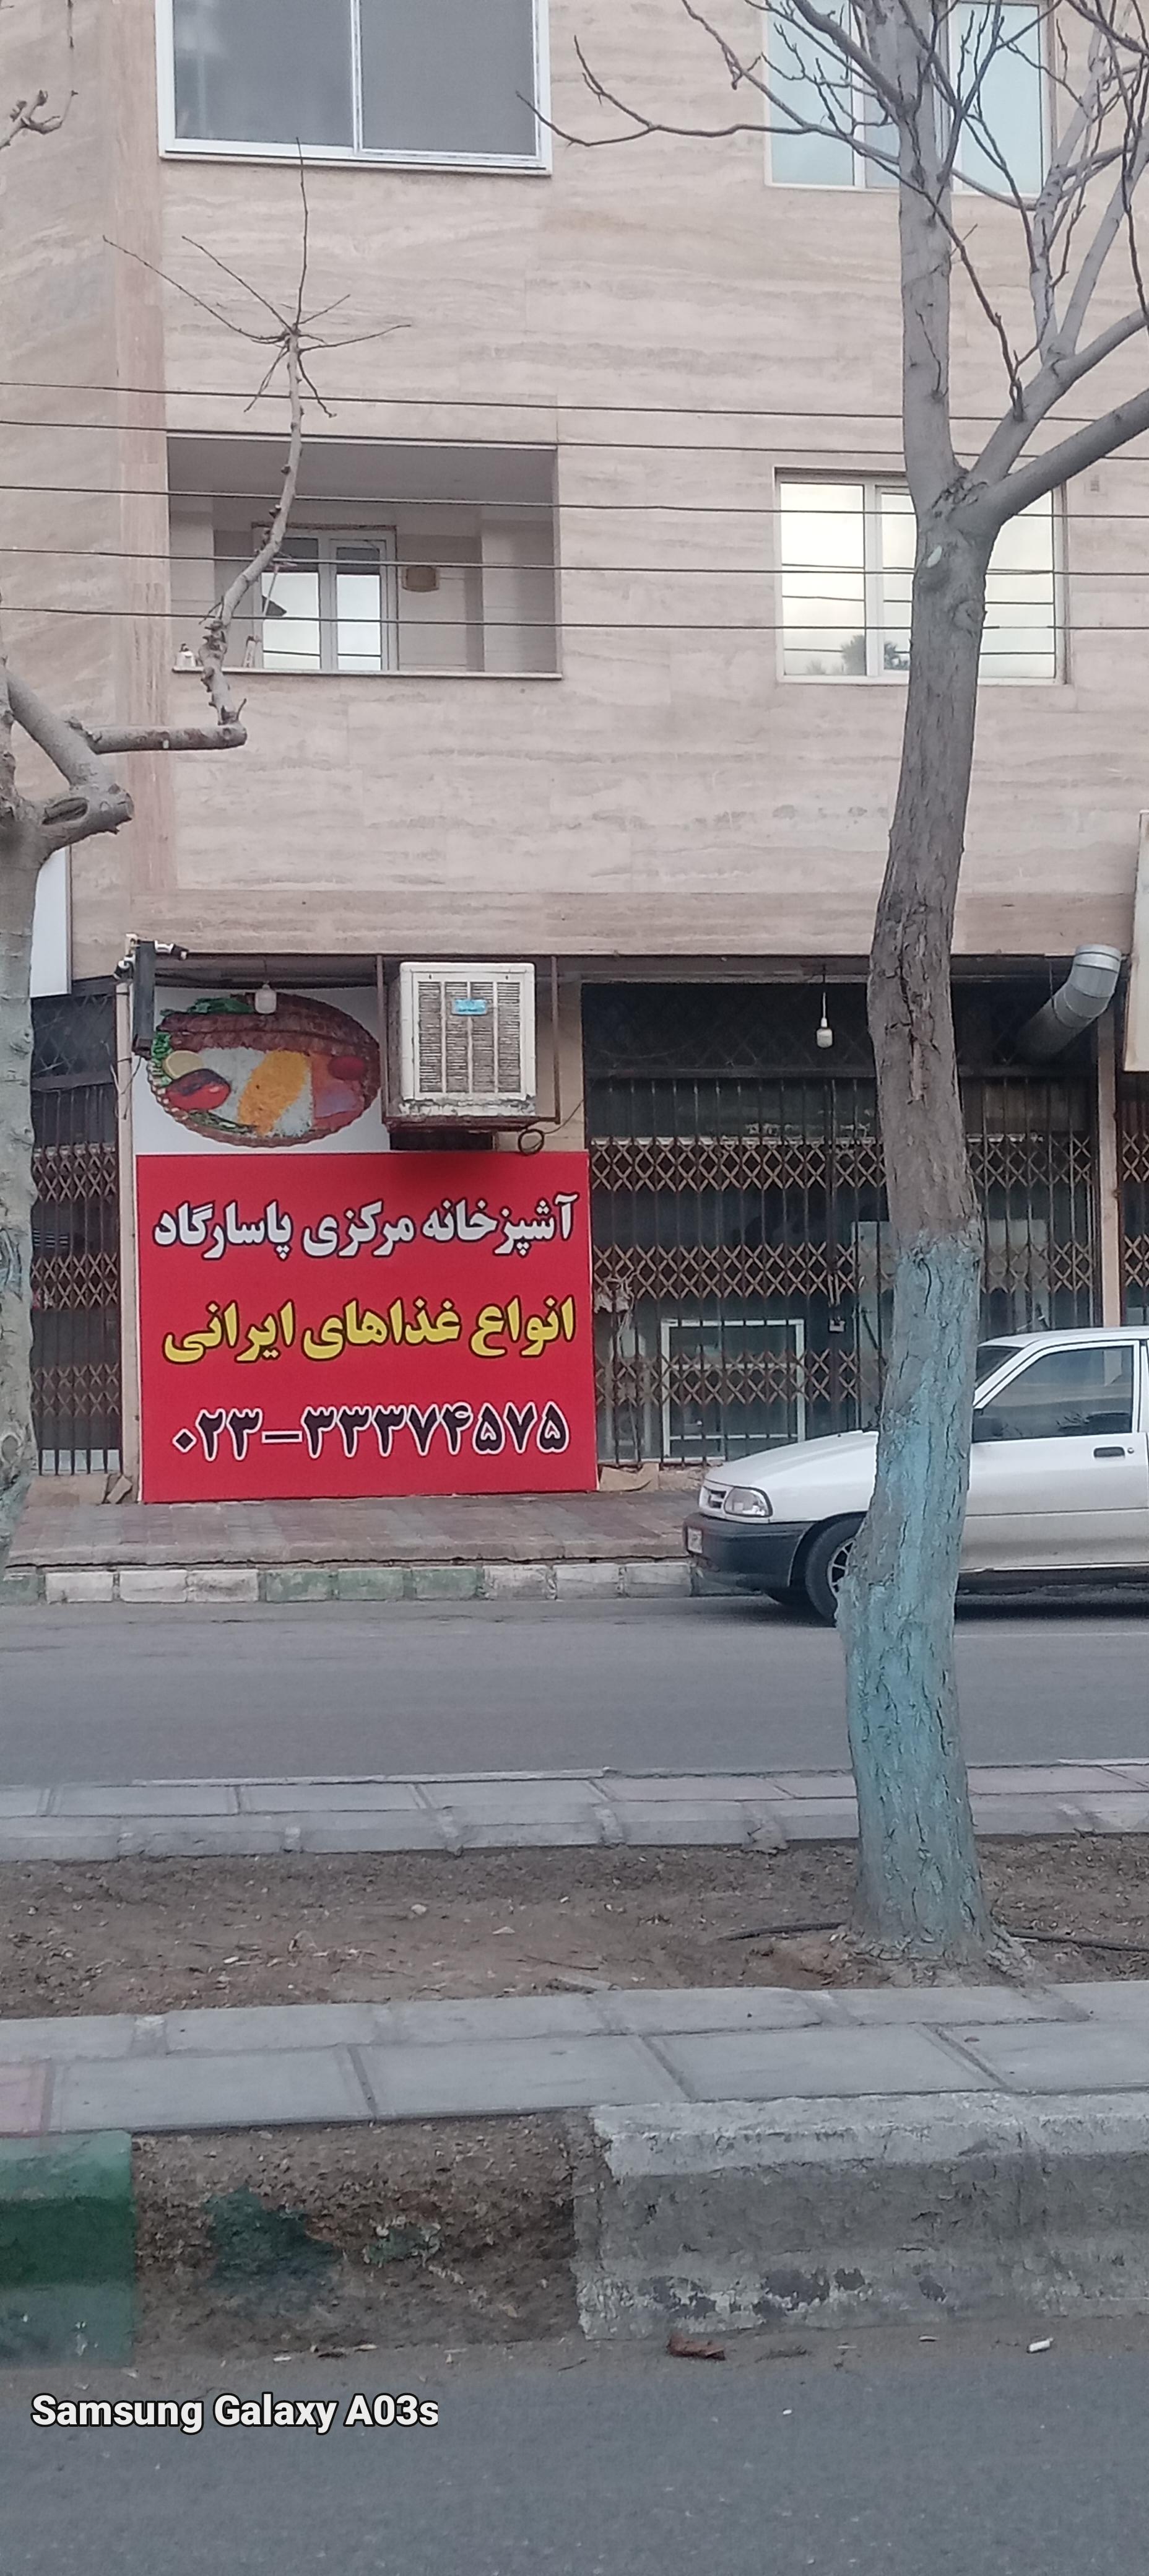 آشپزخانه مرکزی پاسارگاد
انواع غذاهای ایرانی
۰۲۳-۳۳۳۷۴۵۷۵
Samsung Galaxy A03s